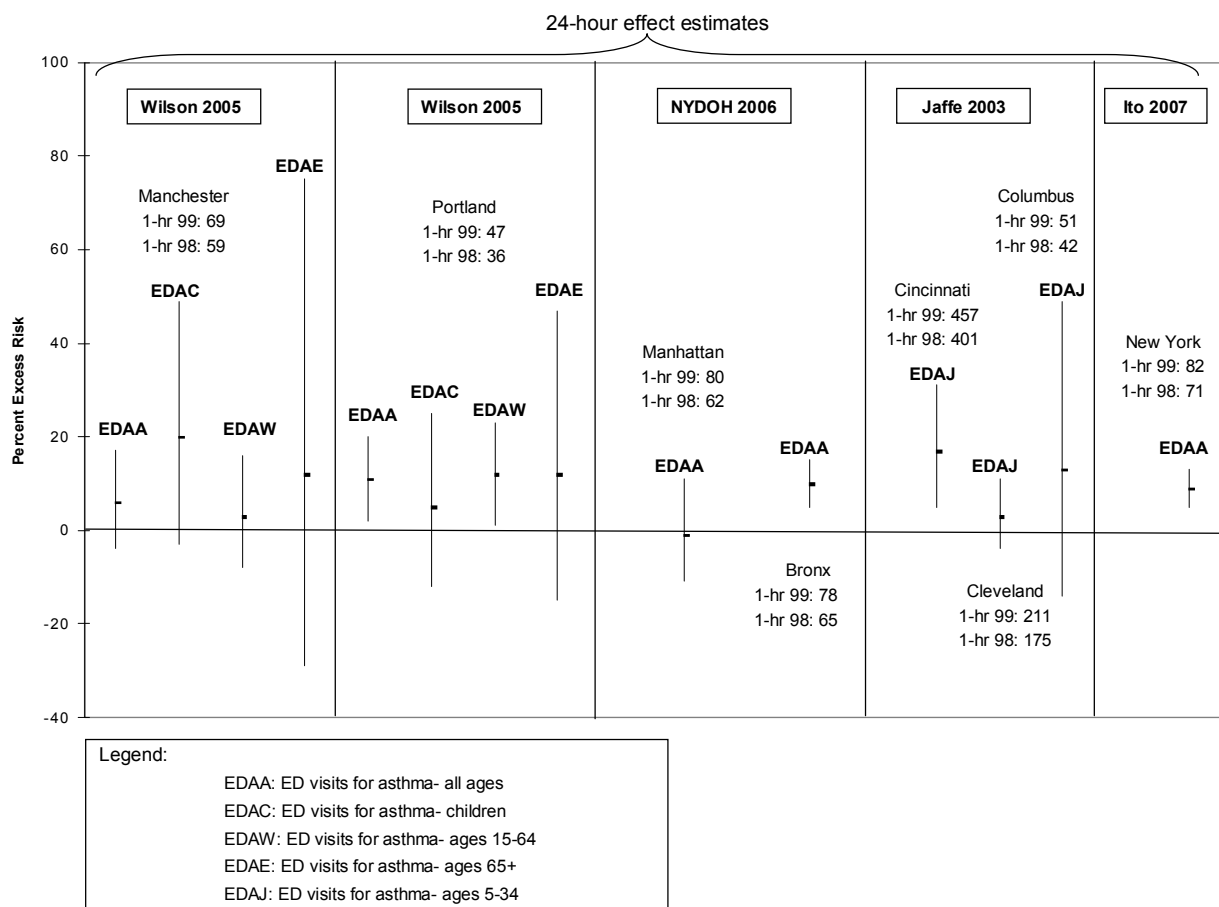 24-hour effect estimates
100
80
60
40
20
0
-20
-40
Percent Excess Risk
Wilson 2005
Manchester
1-hr 99: 69
1-hr 98: 59
EDAA
EDAC
EDAW
EDAE
Wilson 2005
Portland
1-hr 99: 47
1-hr 98: 36
EDAA
EDAC
EDAW
EDAE
NYDOH 2006
Manhattan
1-hr 99: 80
1-hr 98: 62
EDAA
EDAA
Bronx
1-hr 99: 78
1-hr 98: 65
Jaffe 2003
Cincinnati
1-hr 99: 457
1-hr 98: 401
EDAJ
EDAJ
Cleveland
1-hr 99: 211
1-hr 98: 175
Columbus
1-hr 99: 51
1-hr 98: 42
EDAJ
Ito 2007
New York
1-hr 99: 82
1-hr 98: 71
EDAA
Legend:
EDAA: ED visits for asthma- all ages
EDAC: ED visits for asthma- children
EDAW: ED visits for asthma- ages 15-64
EDAE: ED visits for asthma- ages 65+
EDAJ: ED visits for asthma- ages 5-34